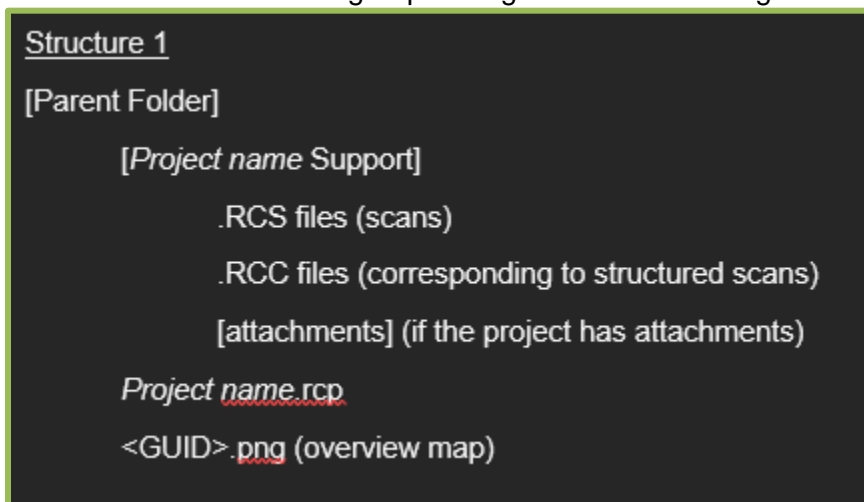 Structure 1
[Parent Folder]
[Project name Support]
.RCS files (scans)
.RCC files (corresponding to structured scans)
[attachments] (if the project has attachments)
Project name.rcp
<GUID>.png (overview map)